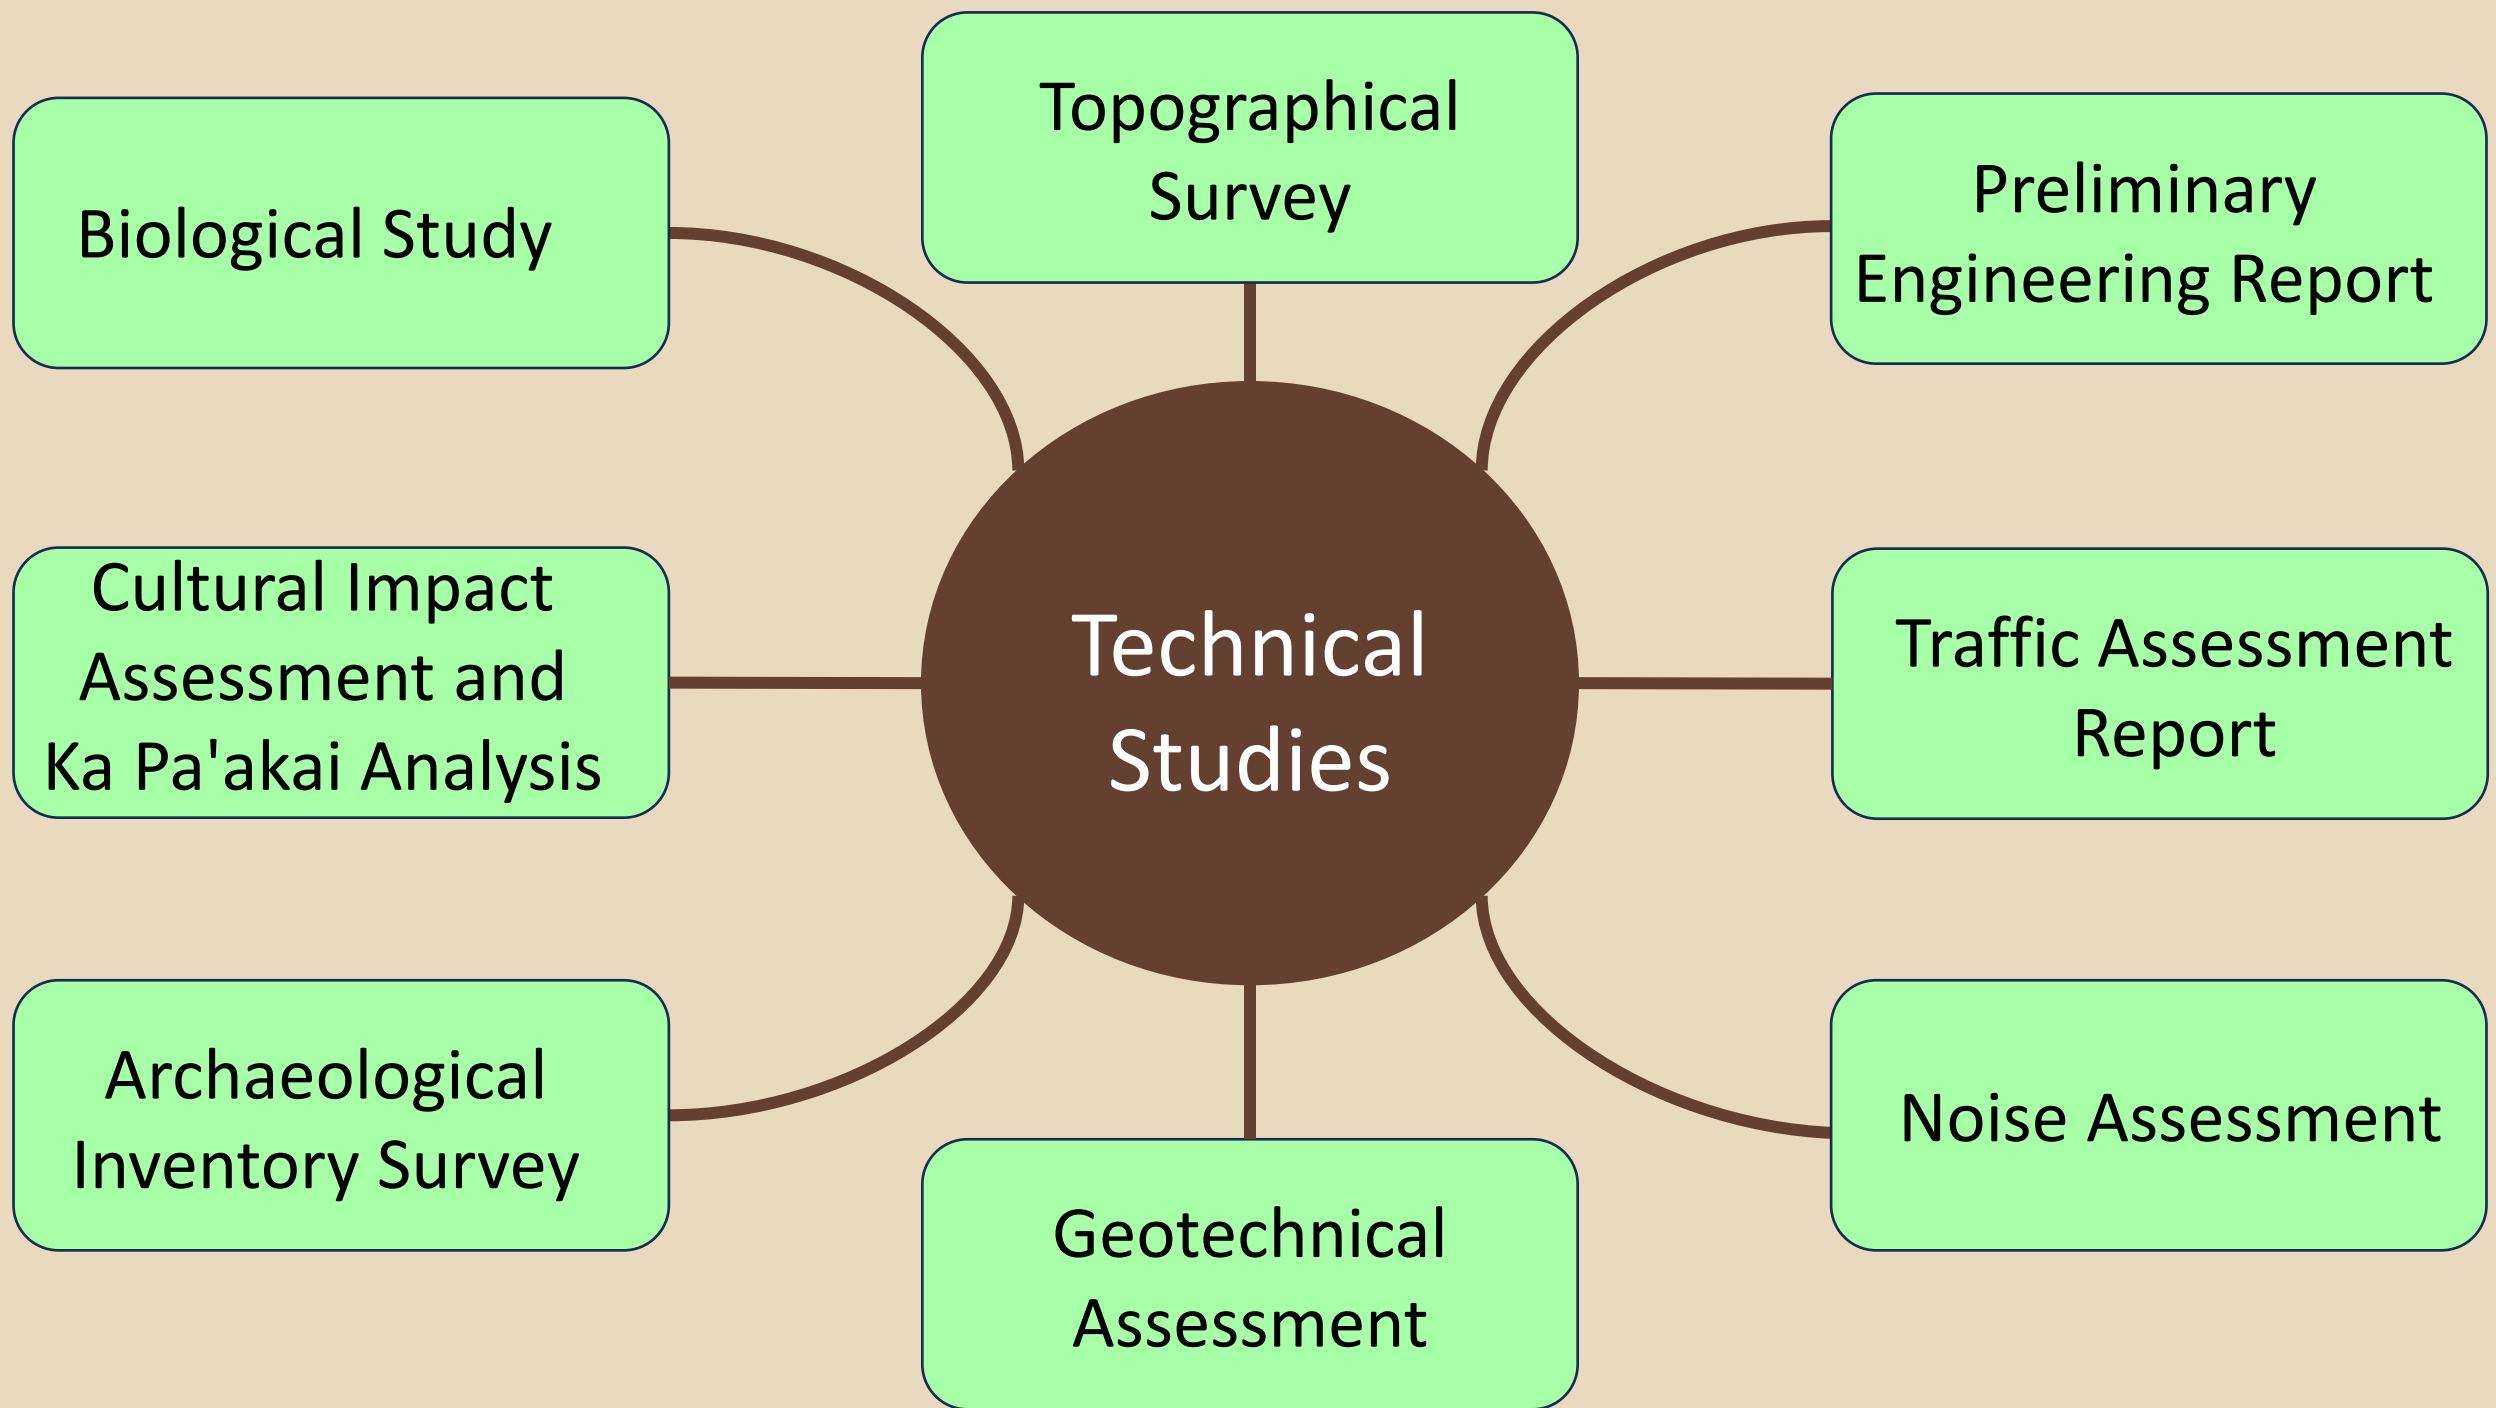 Topographical
Survey
Biological Study
Preliminary
Engineering Report
Cultural Impact
Assessment and
Ka Pa'akai Analysis
Technical
Studies
Traffic Assessment
Report
Archaeological
Inventory Survey
Noise Assessment
Geotechnical
Assessment